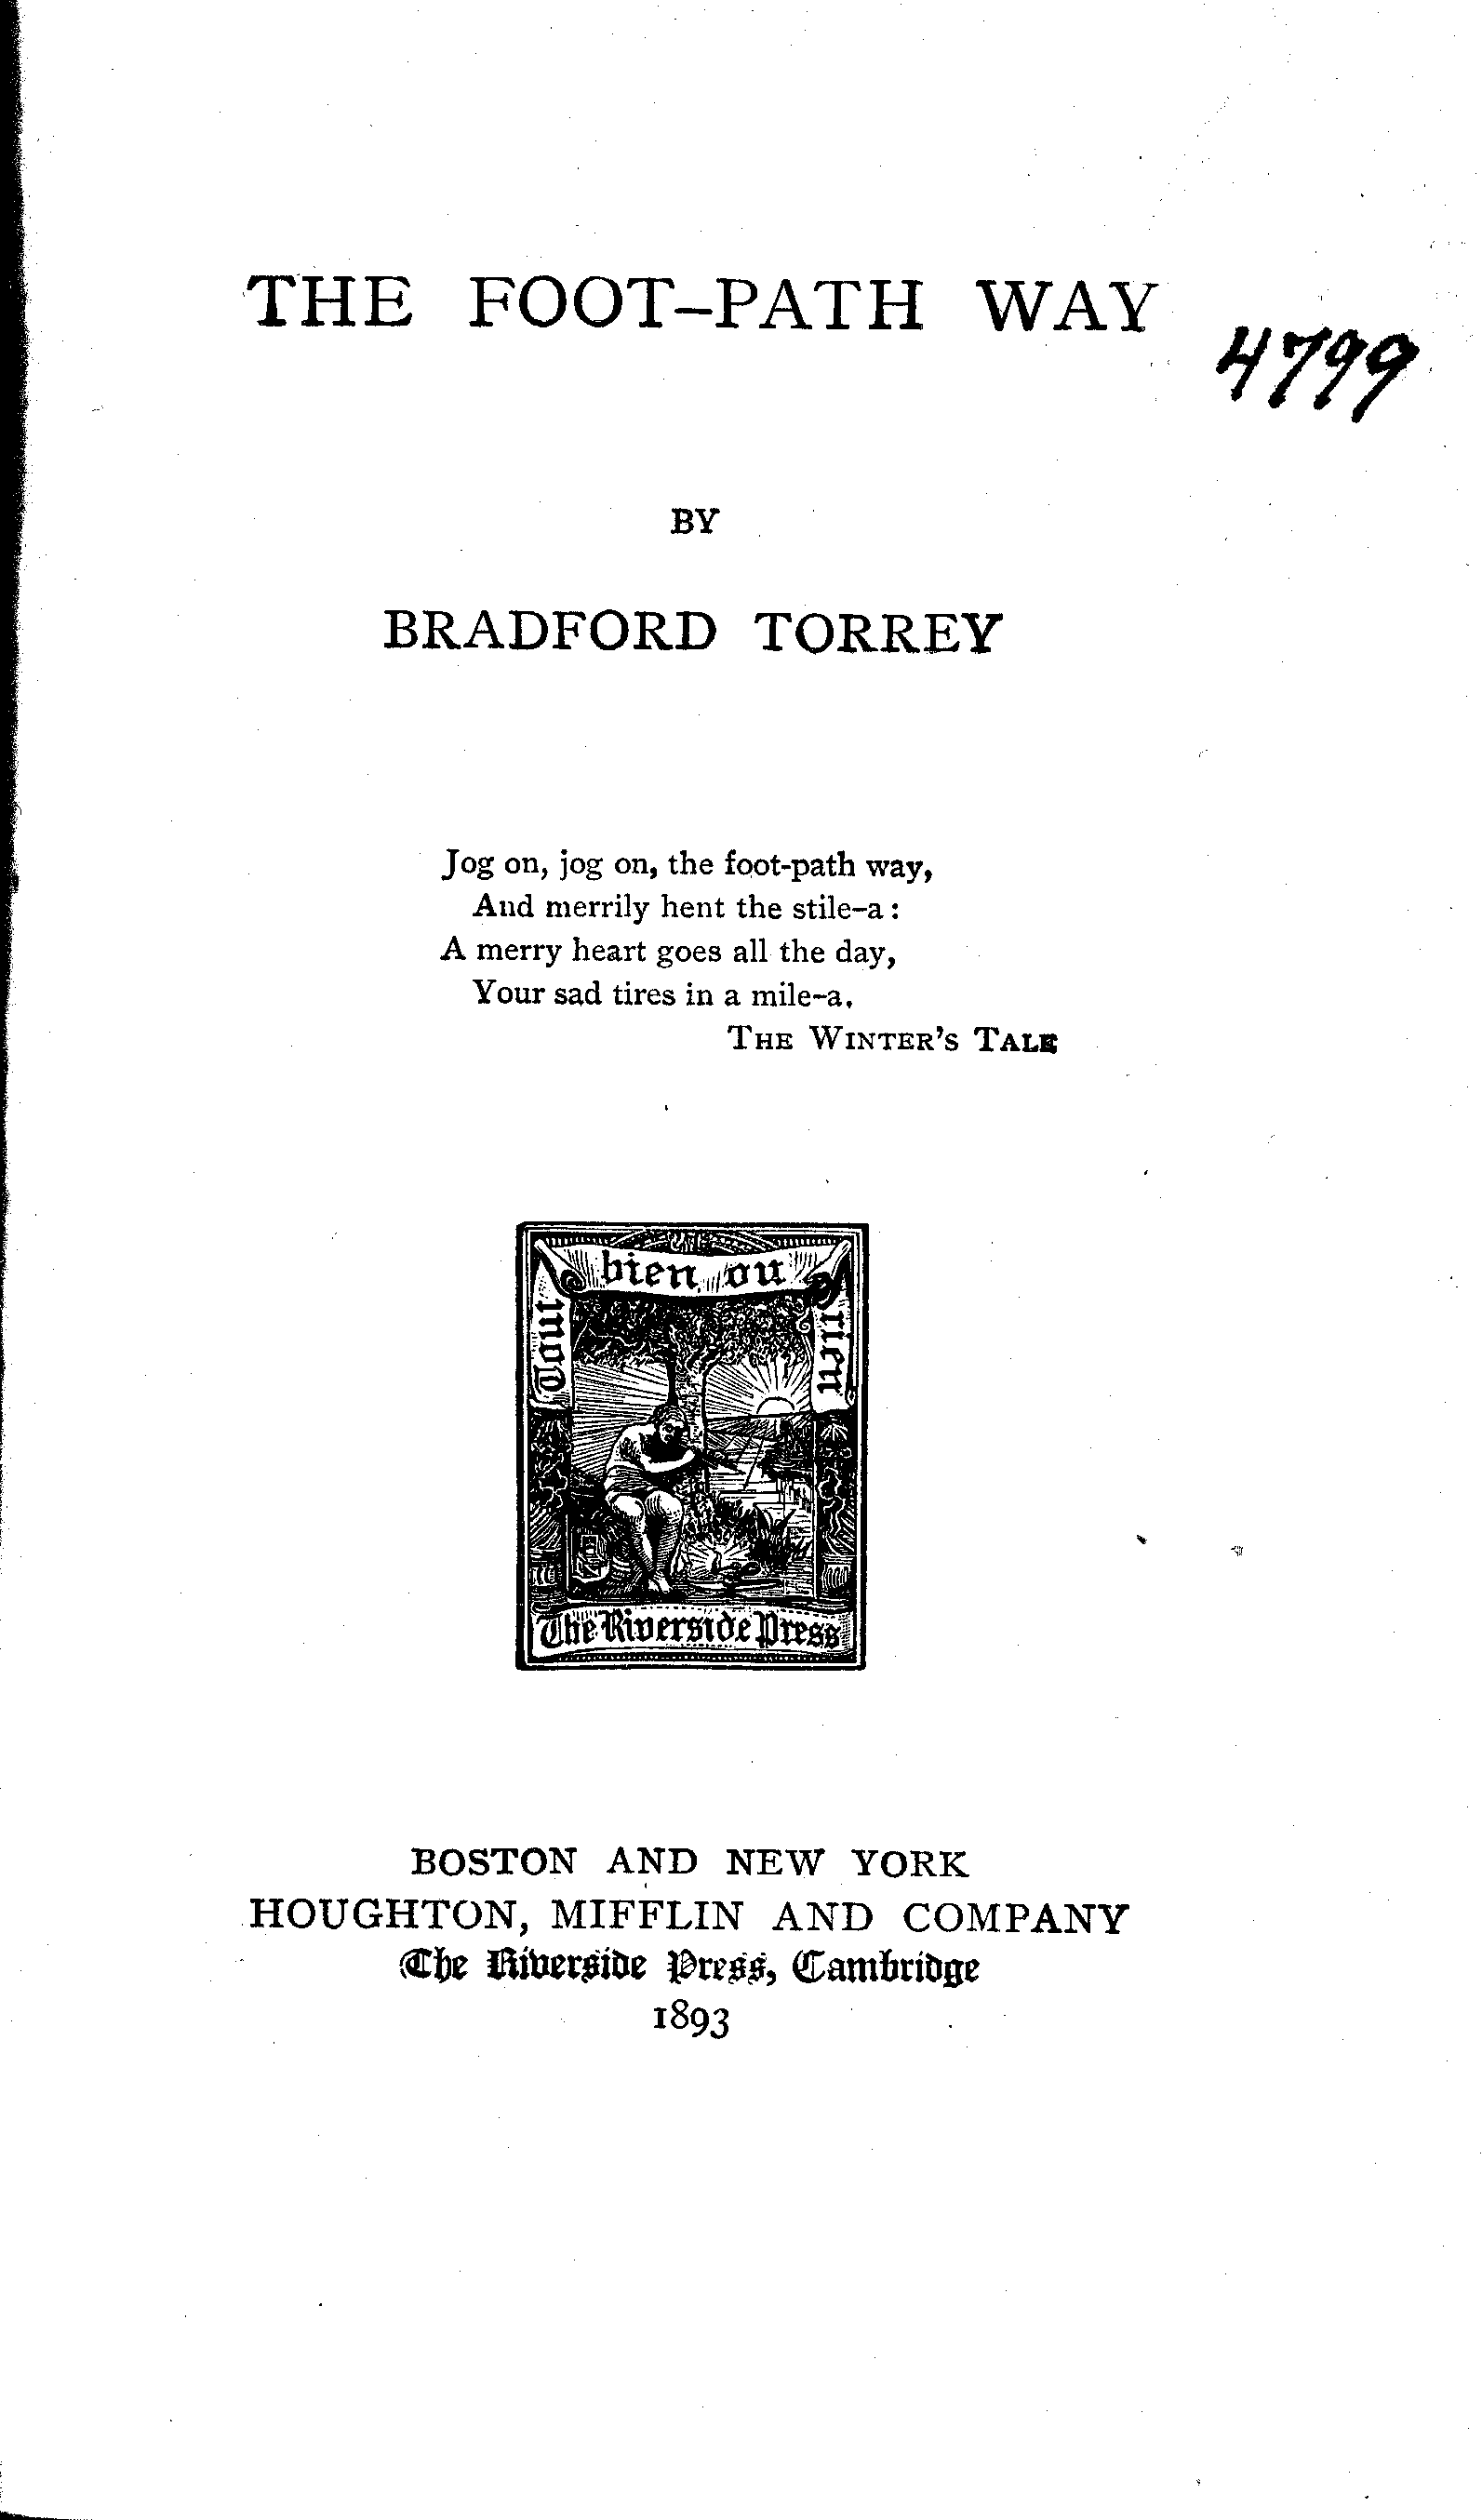 THE FOOT-PATH WAY
4799
BY
BRADFORD TORREY
Jog on, jog on, the foot-path way,
And merrily hent the stile-a:
A merry heart goes all the day,
Your sad tires in a mile-a.
THE WINTER'S TALE
Tout bien ou rien
The Riverside Press
BOSTON AND NEW YORK
HOUGHTON, MIFFLIN AND COMPANY
The Riverside Press, Cambridge
1893